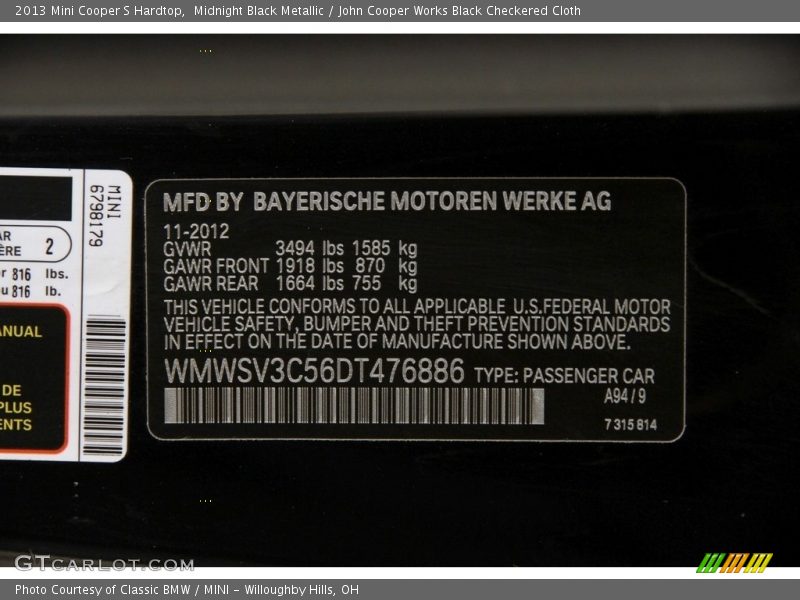 2013 Mini Cooper S Hardtop,  Midnight Black Metallic / John Cooper Works Black Checkered Cloth
MINI
6798179
2
816 lbs.
816 lb.
MFD BY BAYERISCHE MOTOREN WERKE AG
11-2012
GVWR 3494 lbs 1585 kg
GAWR FRONT 1918 lbs 870 kg
GAWR REAR 1664 lbs 755 kg
THIS VEHICLE CONFORMS TO ALL APPLICABLE U.S.FEDERAL MOTOR
VEHICLE SAFETY, BUMPER AND THEFT PREVENTION STANDARDS
IN EFFECT ON THE DATE OF MANUFACTURE SHOWN ABOVE.
WMWSV3C56DT476886 TYPE: PASSENGER CAR
A94 / 9
7 315 814
DE
PLUS
GTCARLOT.COM
Photo Courtesy of Classic BMW / MINI - Willoughby Hills, OH